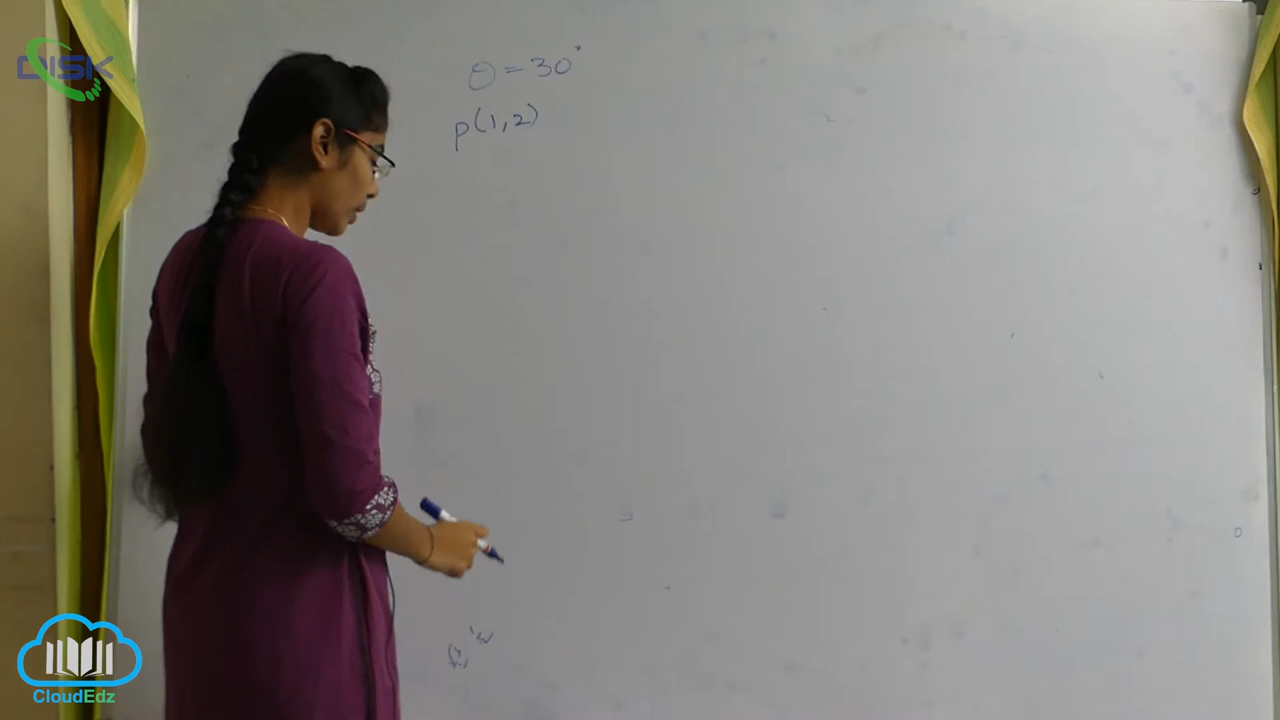 DISK
θ = 30°
P(1,2)
CloudEdz